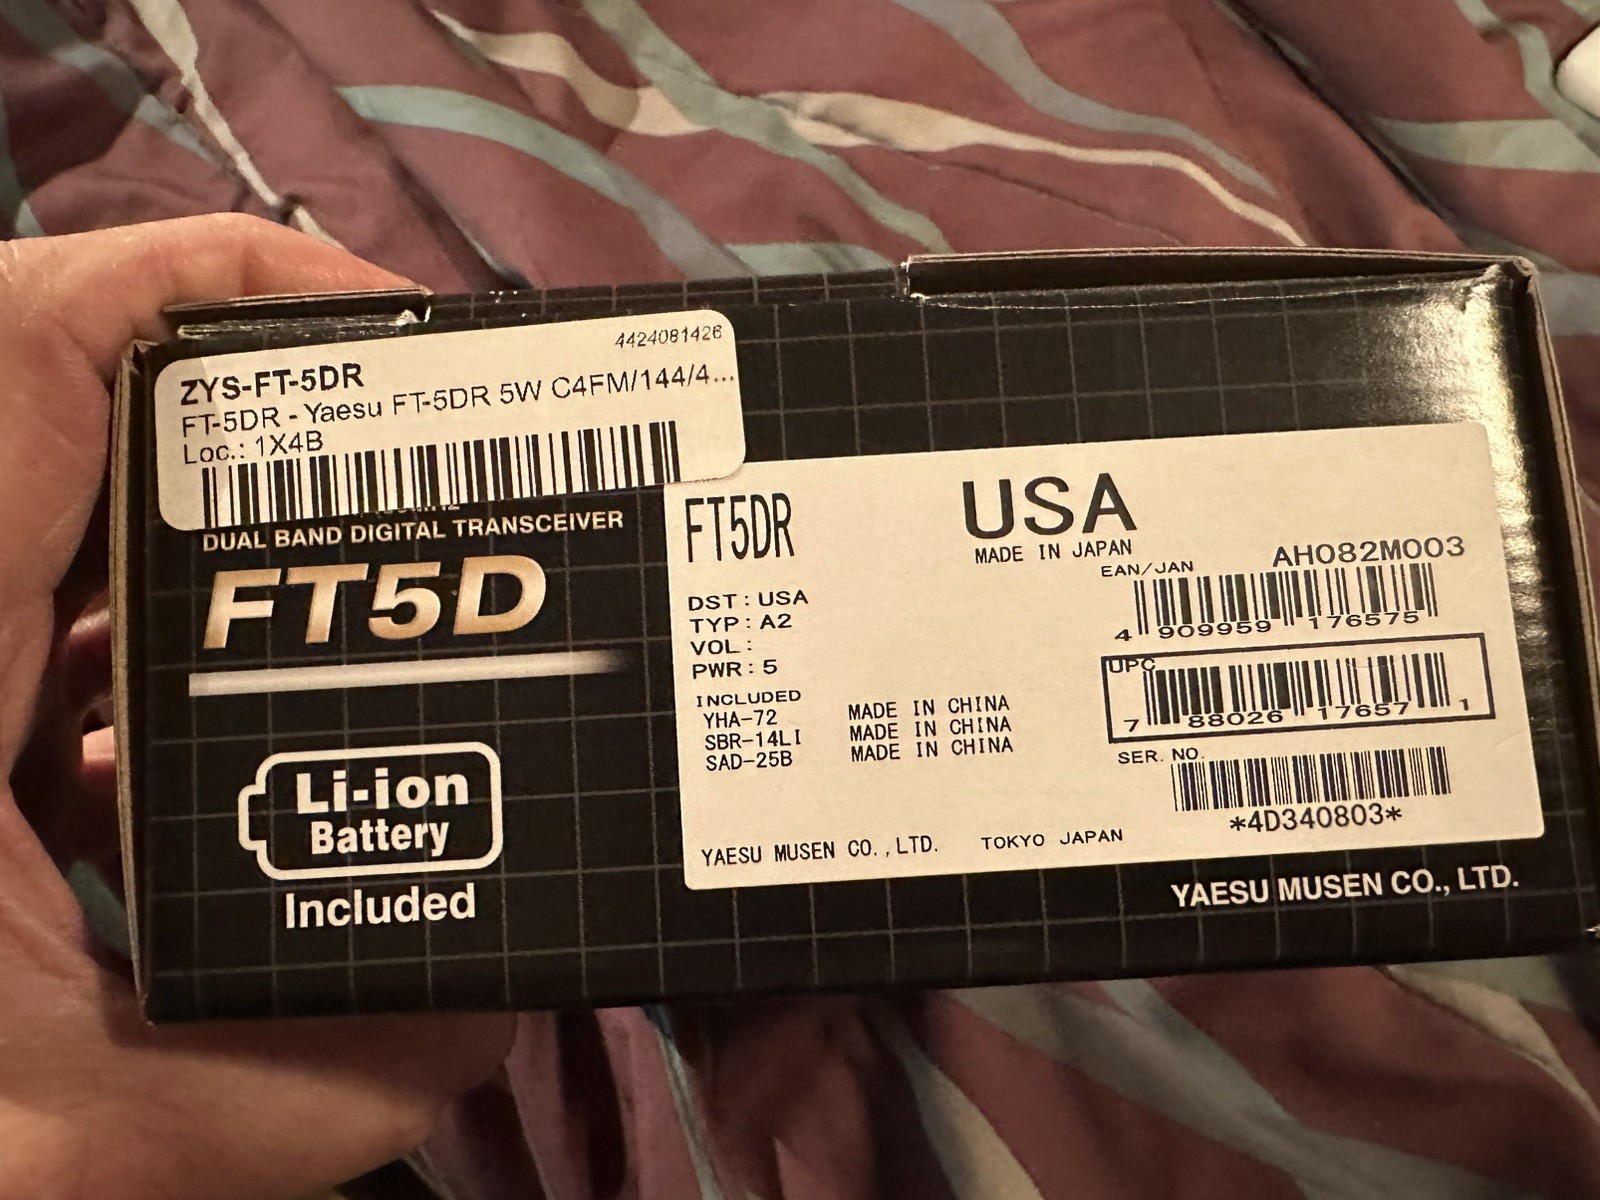 4424081426
ZYS-FT-5DR
FT-5DR - Yaesu FT-5DR 5W C4FM/144/4...
Loc.: 1X4B
DUAL BAND DIGITAL TRANSCEIVER
FT5D
Li-ion
Battery
Included
FT5DR
USA
MADE IN JAPAN
AH082M003
EAN/JAN
4 909959 176575
DST : USA
TYP : A2
VOL :
PWR : 5
UPC
7 88026 17657 1
INCLUDED
YHA-72 MADE IN CHINA
SBR-14LI MADE IN CHINA
SAD-25B MADE IN CHINA
SER. NO.
*4D340803*
YAESU MUSEN CO.,LTD. TOKYO JAPAN
YAESU MUSEN CO., LTD.